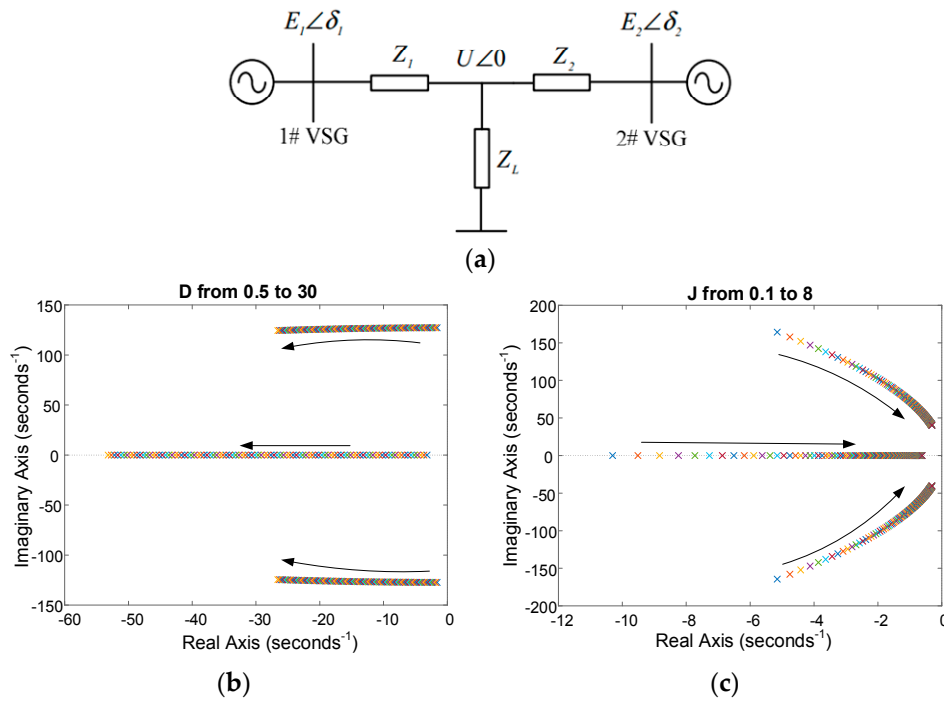 E₁∠δ₁
E₂∠δ₂
Z₁
U∠0
Z₂
1# VSG
Z_L
2# VSG
(a)
D from 0.5 to 30
Imaginary Axis (seconds⁻¹)
150
100
50
0
-50
-100
-150
-60
-50
-40
-30
-20
-10
0
Real Axis (seconds⁻¹)
(b)
J from 0.1 to 8
Imaginary Axis (seconds⁻¹)
200
150
100
50
0
-50
-100
-150
-200
-12
-10
-8
-6
-4
-2
0
Real Axis (seconds⁻¹)
(c)